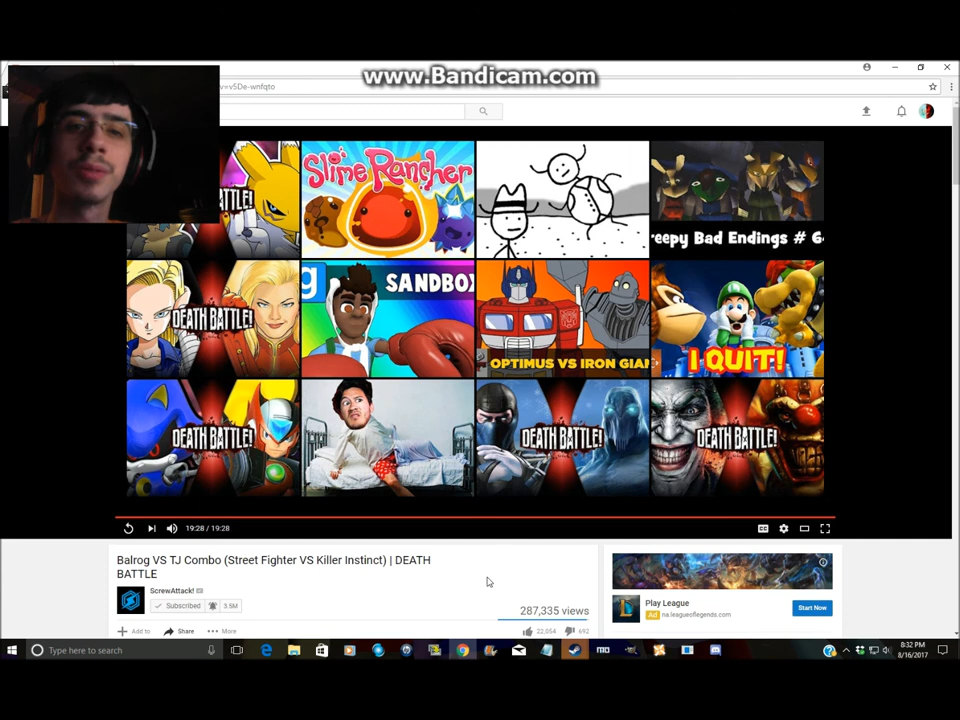 www.Bandicam.com
v=v5De-wnfqto
BATTLE!
Slime Rancher
reepy Bad Endings # 6
DEATH BATTLE!
SANDBO
OPTIMUS VS IRON GIAN
I QUIT!
DEATH BATTLE!
DEATH BATTLE!
DEATH BATTLE!
19:28 / 19:28
CC
Balrog VS TJ Combo (Street Fighter VS Killer Instinct) | DEATH
BATTLE
ScrewAttack!
Subscribed
3.5M
287,335 views
Add to
Share
More
22,054
692
Play League
Ad na.leagueoflegends.com
Start Now
Type here to search
8:32 PM
8/16/2017